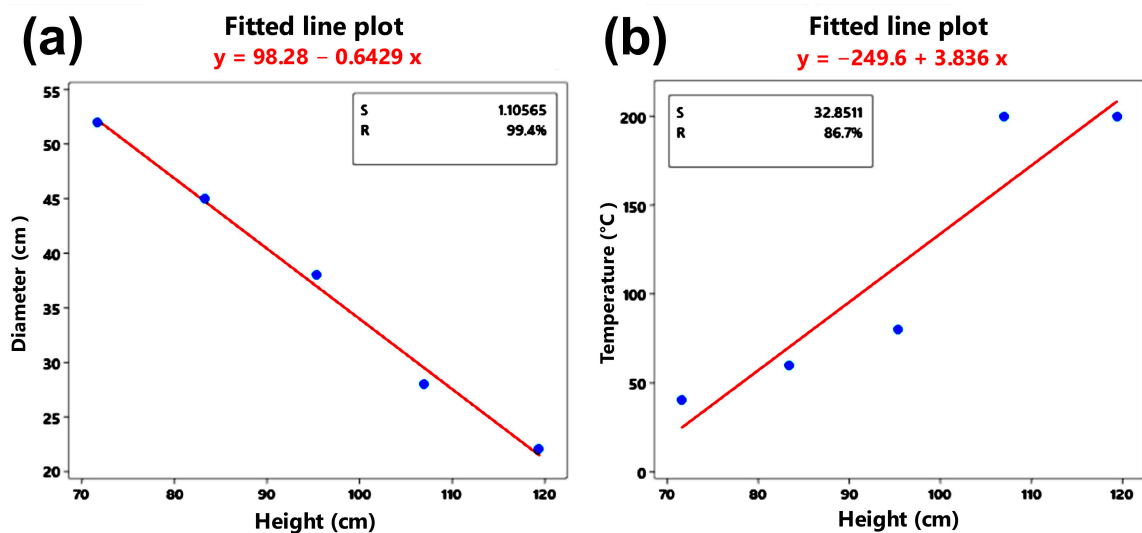 (a)
Fitted line plot
y = 98.28 − 0.6429 x
S 1.10565
R 99.4%
55
50
45
40
35
30
25
20
Diameter (cm )
70 80 90 100 110 120
Height (cm)
(b)
Fitted line plot
y = −249.6 + 3.836 x
S 32.8511
R 86.7%
200
150
100
50
0
Temperature (°C )
70 80 90 100 110 120
Height (cm)